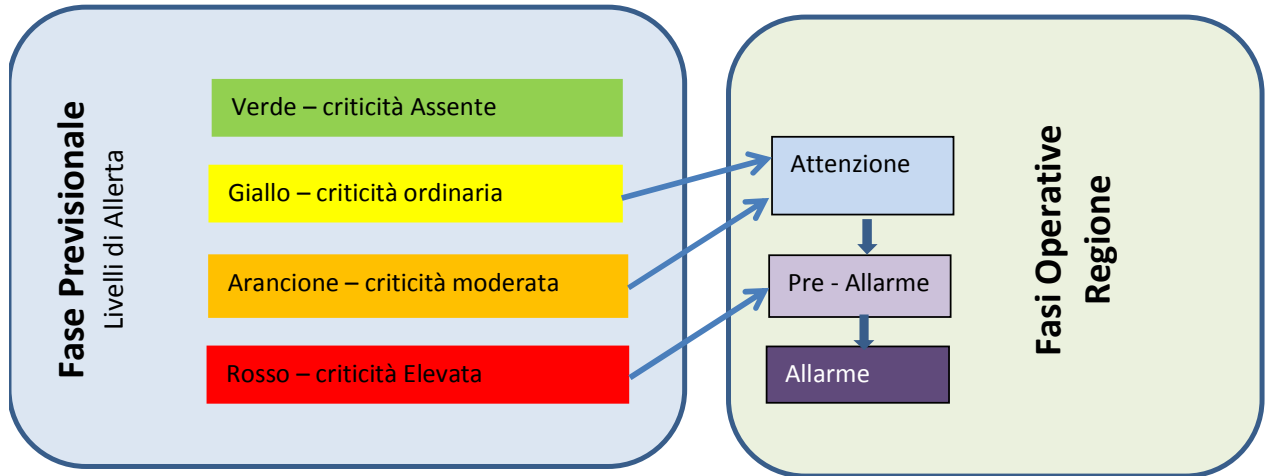 Fase Previsionale
Livelli di Allerta
Verde – criticità Assente
Giallo – criticità ordinaria
Arancione – criticità moderata
Rosso – criticità Elevata
Attenzione
Pre - Allarme
Allarme
Fasi Operative
Regione